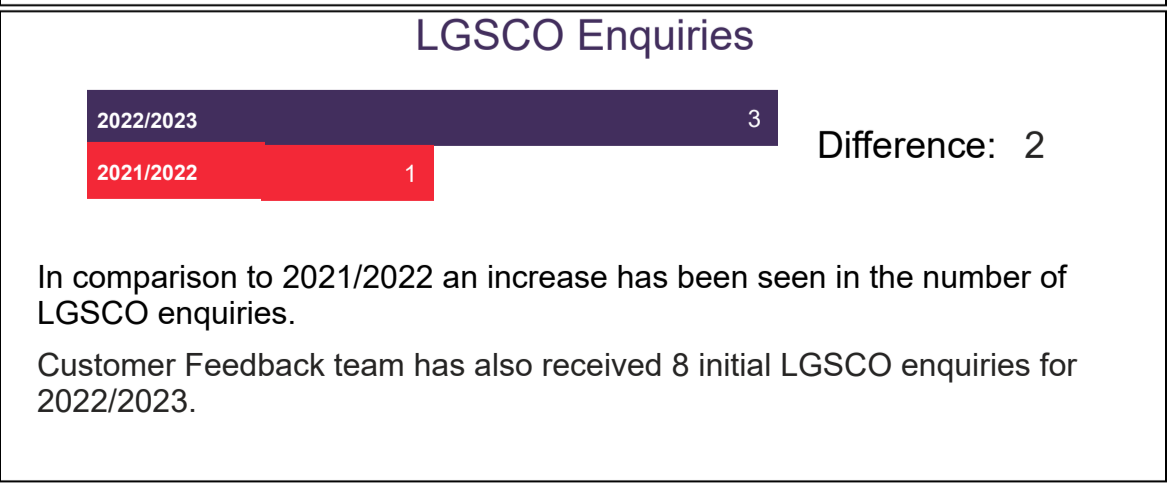 LGSCO Enquiries
2022/2023 3
Difference: 2
2021/2022 1
In comparison to 2021/2022 an increase has been seen in the number of
LGSCO enquiries.
Customer Feedback team has also received 8 initial LGSCO enquiries for
2022/2023.